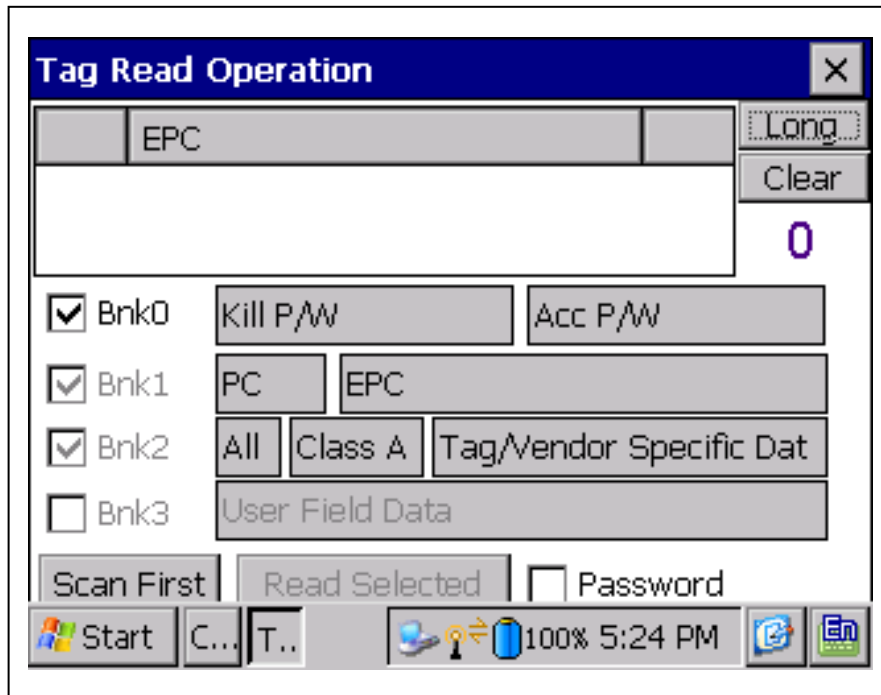 Tag Read Operation
EPC
Long
Clear
0
Bnk0 Kill P/W Acc P/W
Bnk1 PC EPC
Bnk2 All Class A Tag/Vendor Specific Dat
Bnk3 User Field Data
Scan First Read Selected Password
Start C... T.. 100% 5:24 PM En